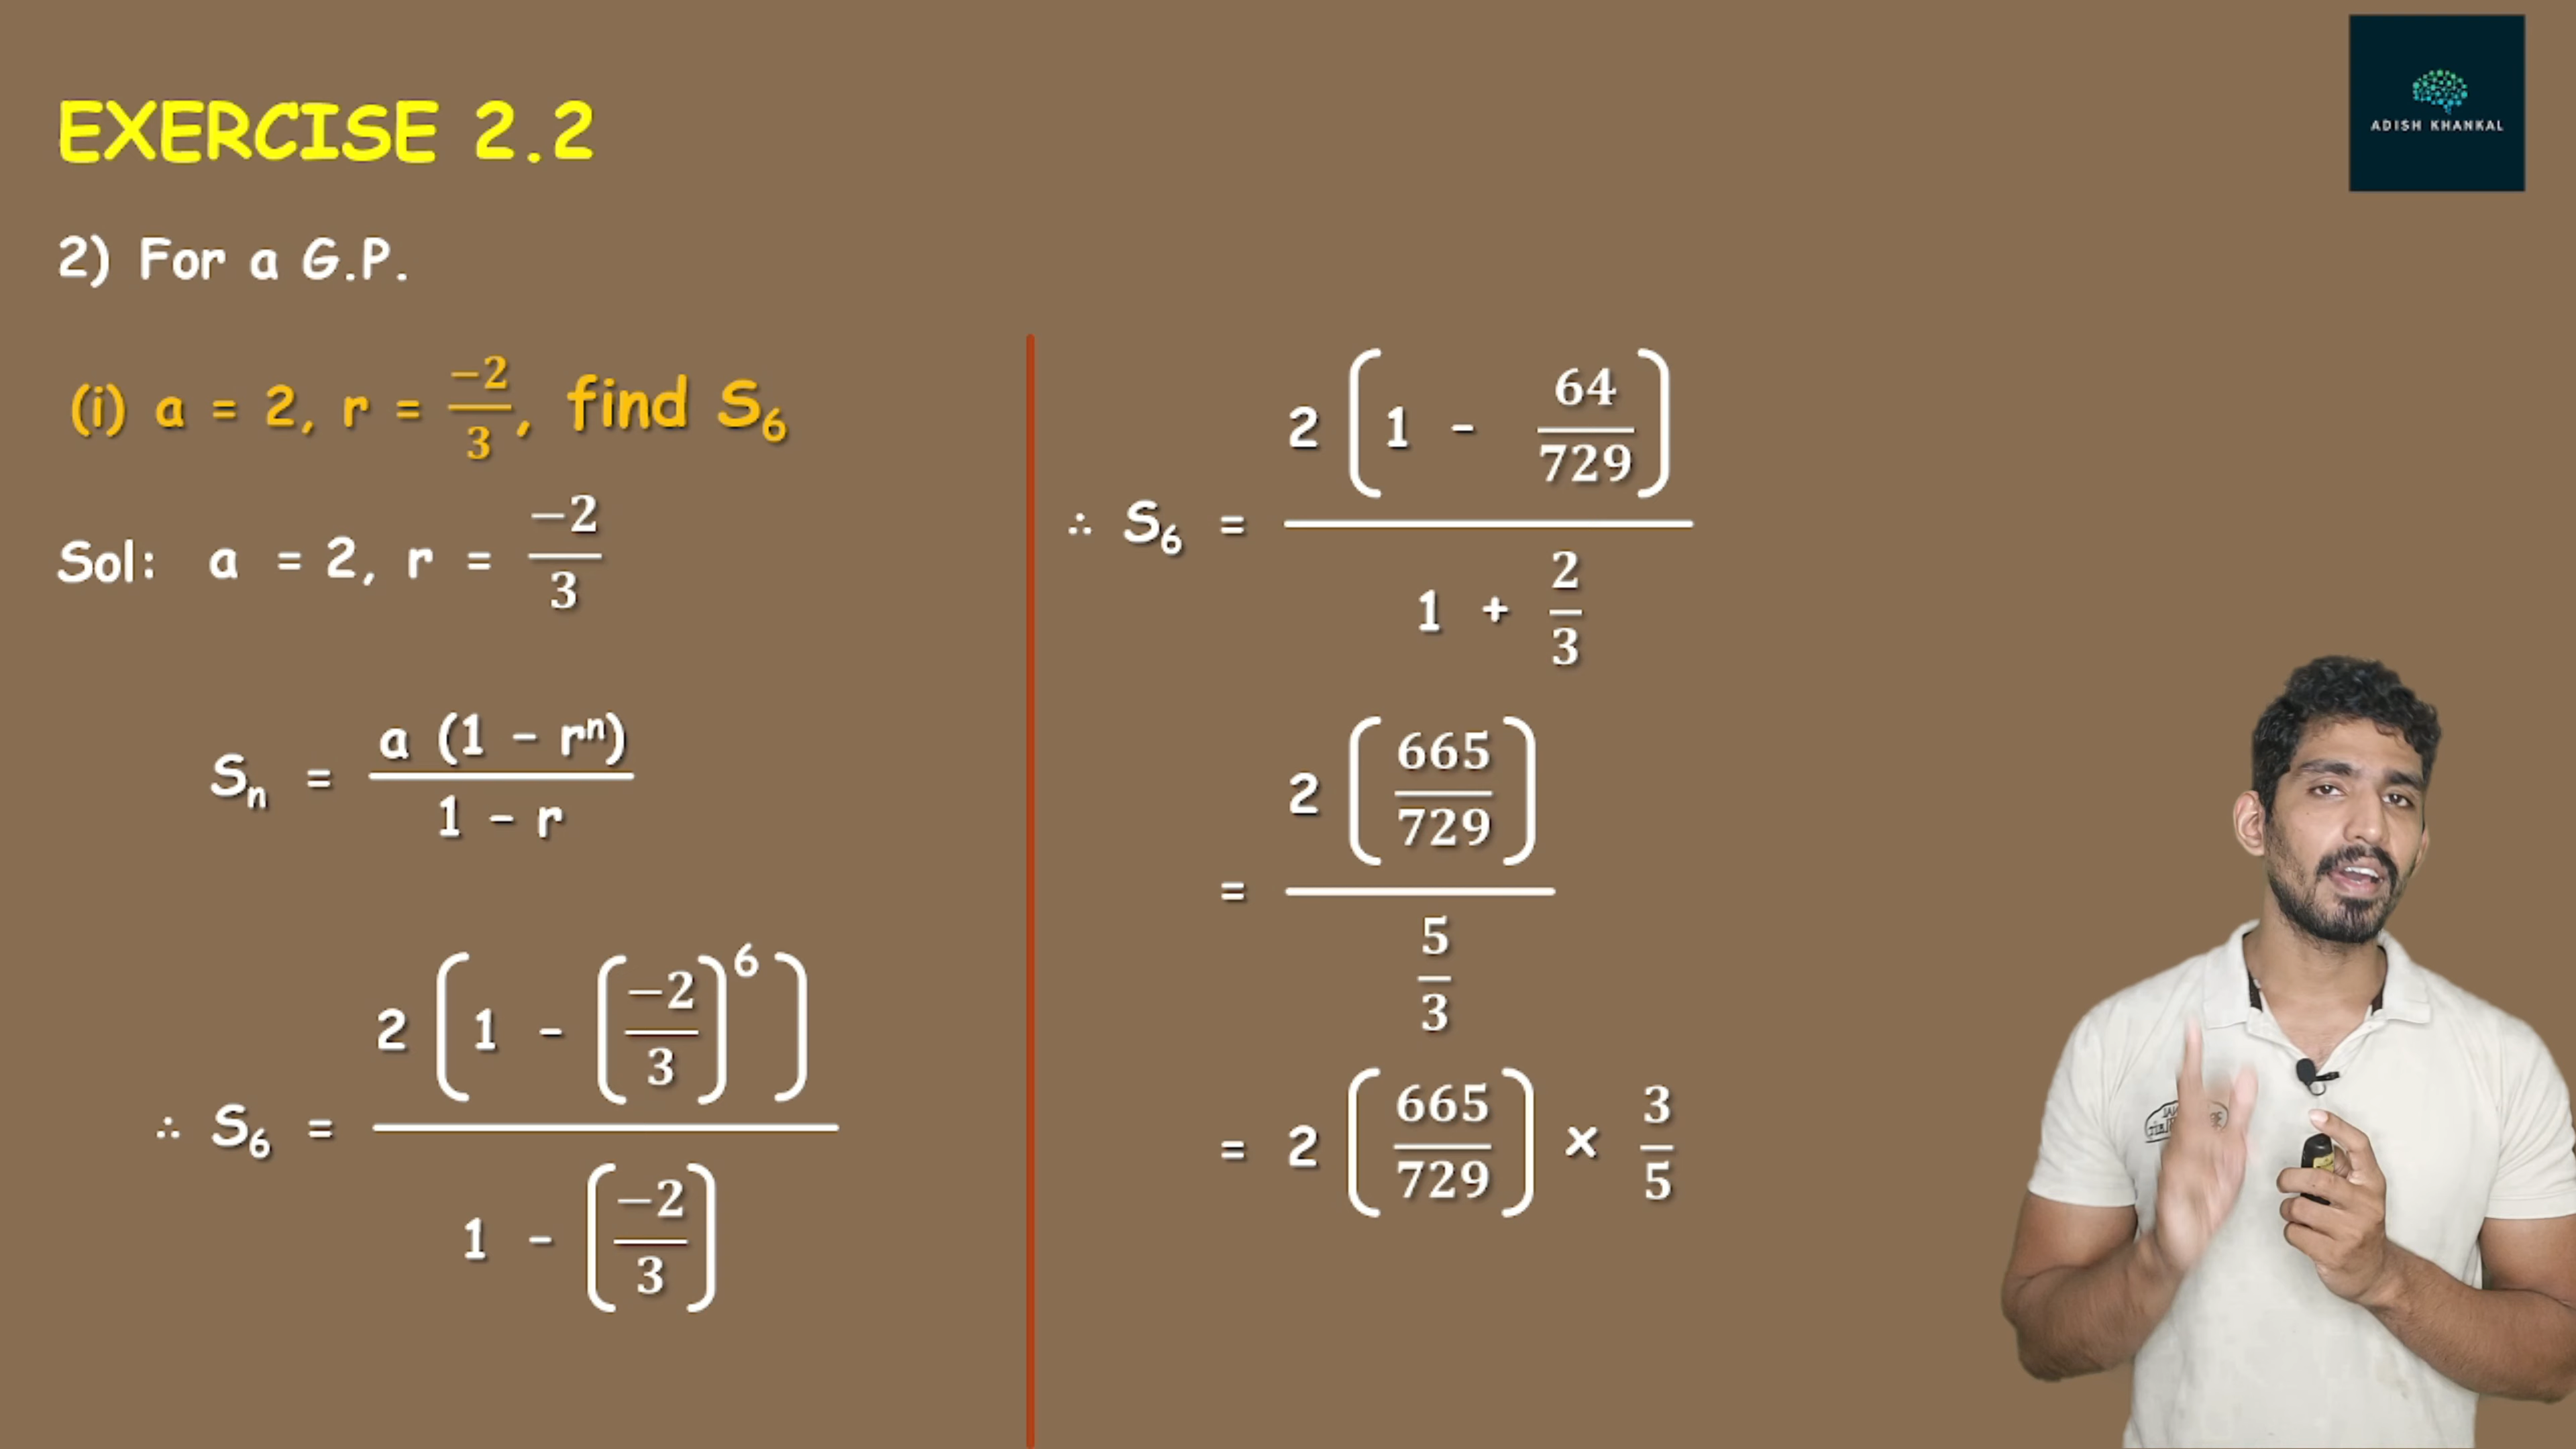 EXERCISE 2.2
ADISH KHANKAL
2) For a G.P.
(i) a = 2, r = −2/3, find S₆
Sol: a = 2, r = −2/3
Sₙ = a (1 - rⁿ) / 1 - r
∴ S₆ = 2 (1 - (−2/3)⁶) / 1 - (−2/3)
∴ S₆ = 2 (1 - 64/729) / 1 + 2/3
= 2 (665/729) / 5/3
= 2 (665/729) x 3/5